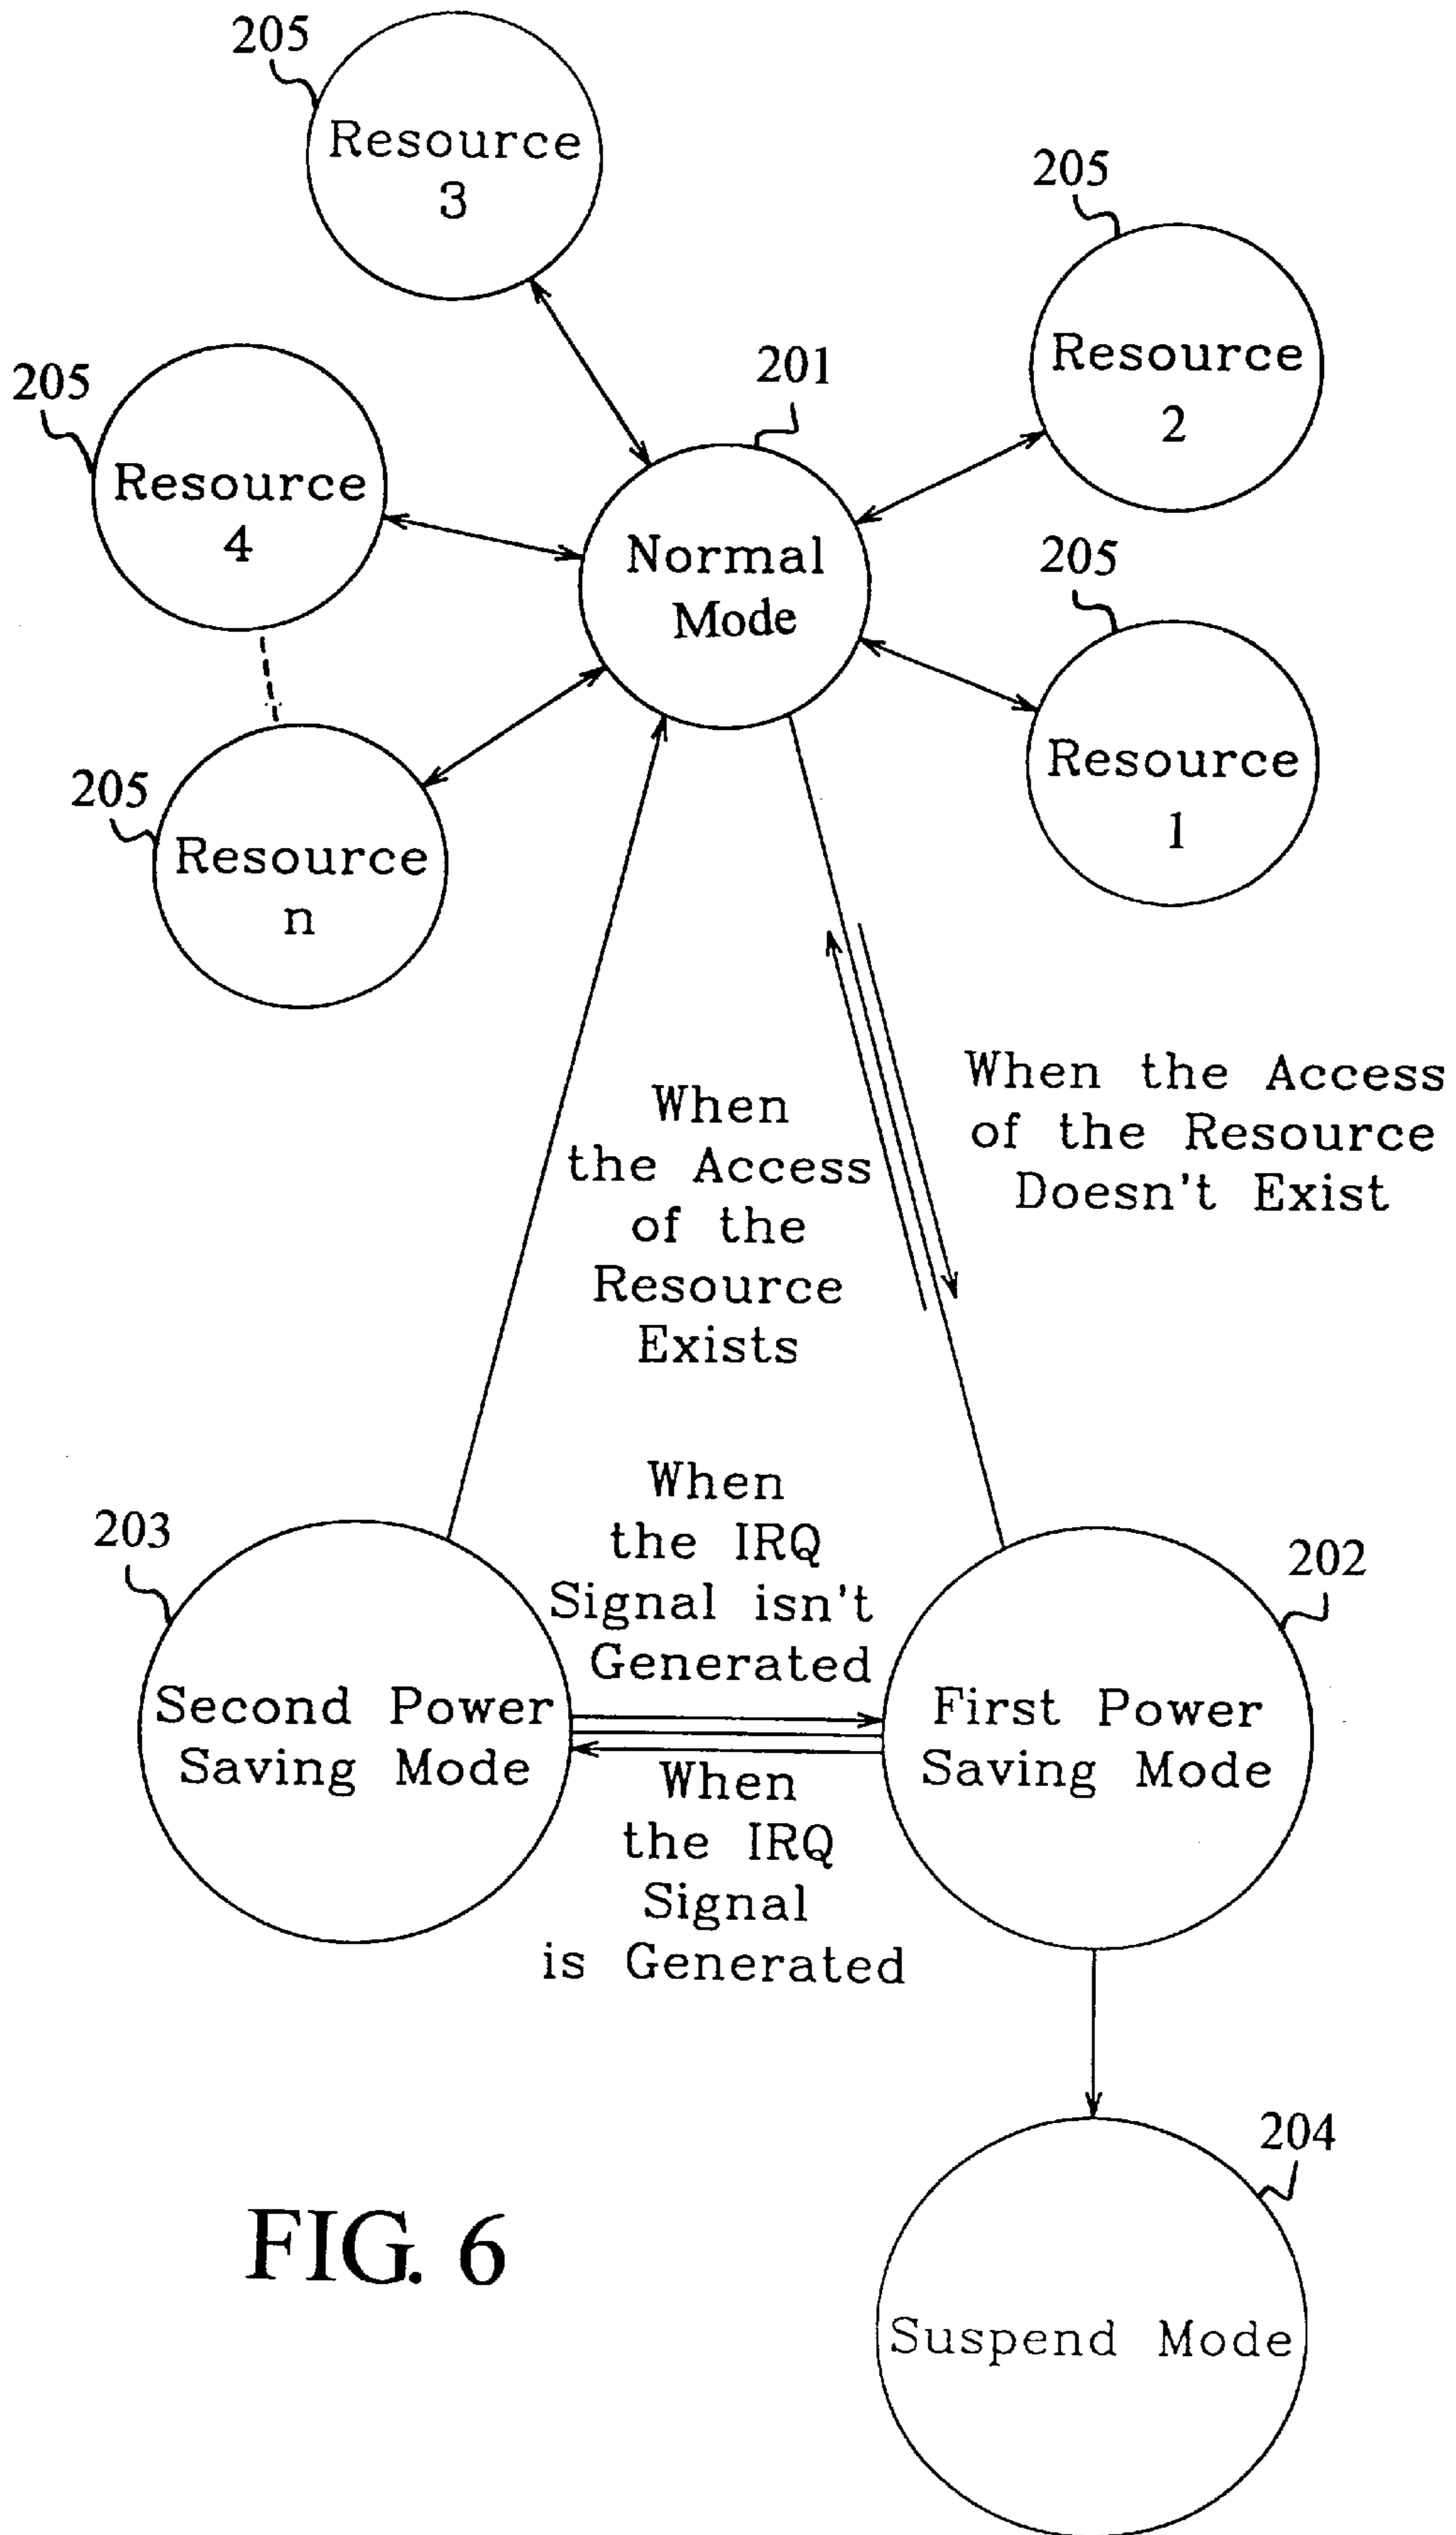 205
Resource
3
205
Resource
2
205
Resource
4
201
Normal
Mode
205
Resource
1
205
Resource
n
When
the Access
of the
Resource
Exists
When the Access
of the Resource
Doesn't Exist
203
Second Power
Saving Mode
When
the IRQ
Signal isn't
Generated
When
the IRQ
Signal
is Generated
202
First Power
Saving Mode
204
Suspend Mode
FIG. 6